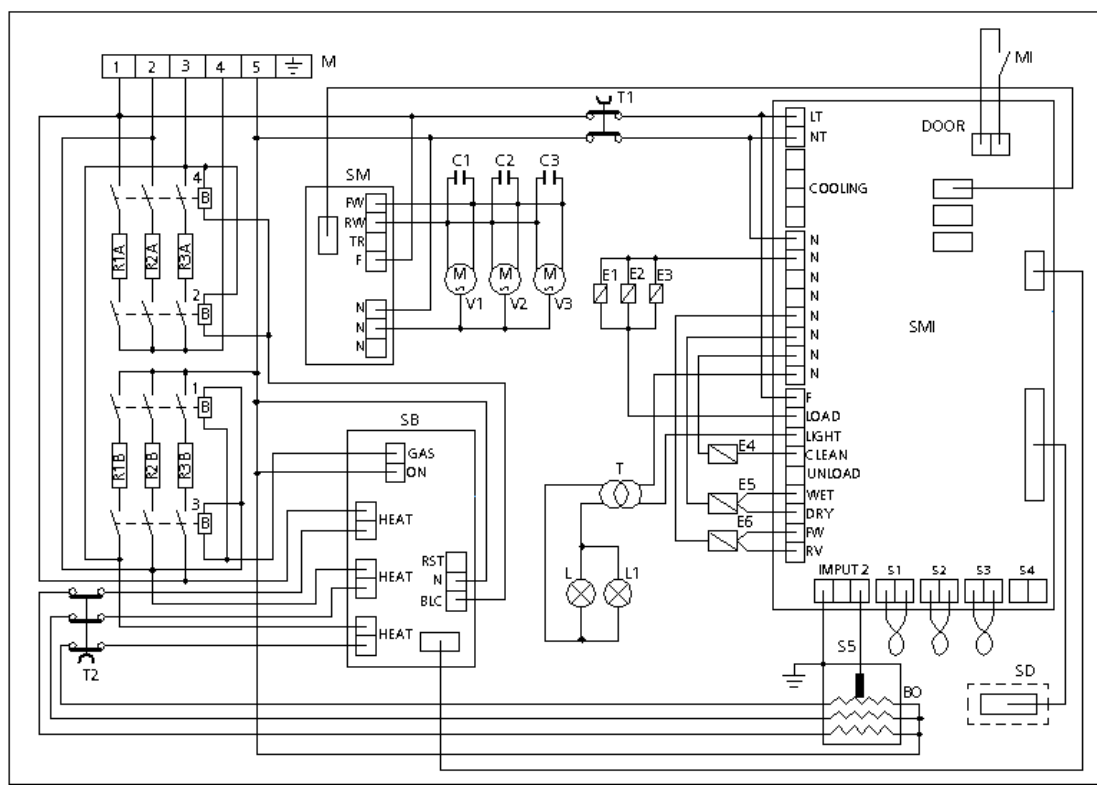 1 2 3 4 5 M
MI
T1
LT
DOOR
NT
C1 C2 C3
SM
4
B
COOLING
FW
RW
TR
F
R1A R2A R3A
N
N
M M M
E1 E2 E3
N
V1 V2 V3
2
B
N
N
N
N
SMI
N
N
N
N
N
1
B
F
LOAD
SB
LIGHT
E4
GAS
CLEAN
R1B R2B R3B
ON
T
UNLOAD
E5
WET
3
B
HEAT
DRY
E6
FW
RST
RV
HEAT
N
L L1
IMPUT 2 S1 S2 S3 S4
BLC
HEAT
S5
T2
SD
BO